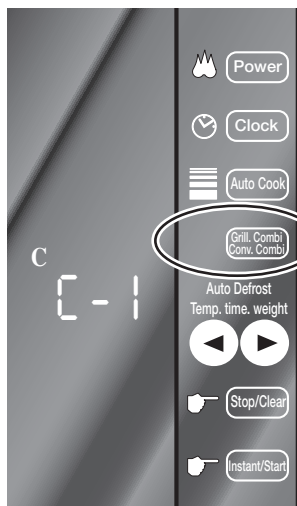 Power
Clock
Auto Cook
Grill. Combi
Conv. Combi
C
C-1
Auto Defrost
Temp. time. weight
Stop/Clear
Instant/Start